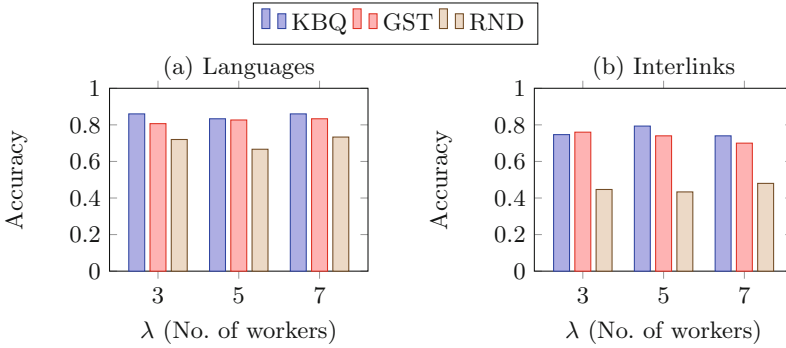 KBQ GST RND
(a) Languages
1
0.8
0.6
0.4
0.2
0
Accuracy
3 5 7
λ (No. of workers)
(b) Interlinks
1
0.8
0.6
0.4
0.2
0
Accuracy
3 5 7
λ (No. of workers)